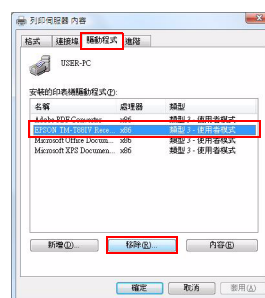 列印伺服器 內容
格式 連接埠 驅動程式 進階
USER-PC
安裝的印表機驅動程式(P):
名稱 處理器 類型
Adobe PDF Converter x86 類型 3 - 使用者模式
EPSON TM-T88IV Rece... x86 類型 3 - 使用者模式
Microsoft Office Docum... x86 類型 3 - 使用者模式
Microsoft XPS Documen... x86 類型 3 - 使用者模式
新增(D)... 移除(R)... 內容(E)
確定 取消 套用(A)